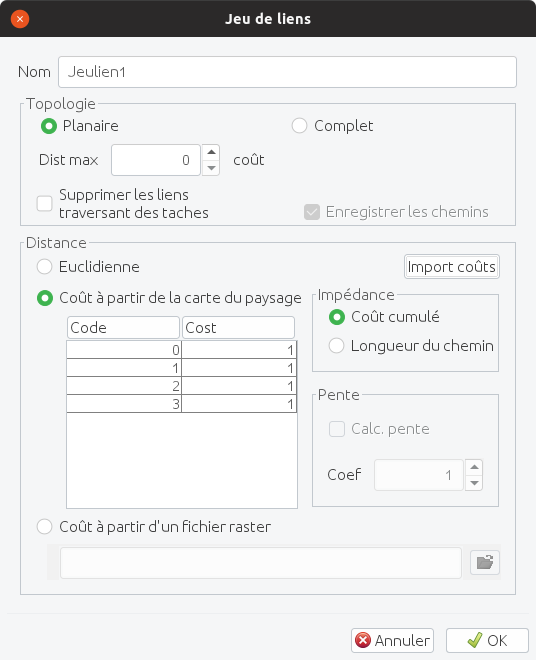 Jeu de liens
Nom Jeulien1
Topologie
Planaire Complet
Dist max 0 coût
Supprimer les liens
traversant des taches
Enregistrer les chemins
Distance
Euclidienne Import coûts
Coût à partir de la carte du paysage
Impédance
Coût cumulé
Longueur du chemin
Code Cost
0 1
1 1
2 1
3 1
Pente
Calc. pente
Coef 1
Coût à partir d'un fichier raster
Annuler OK